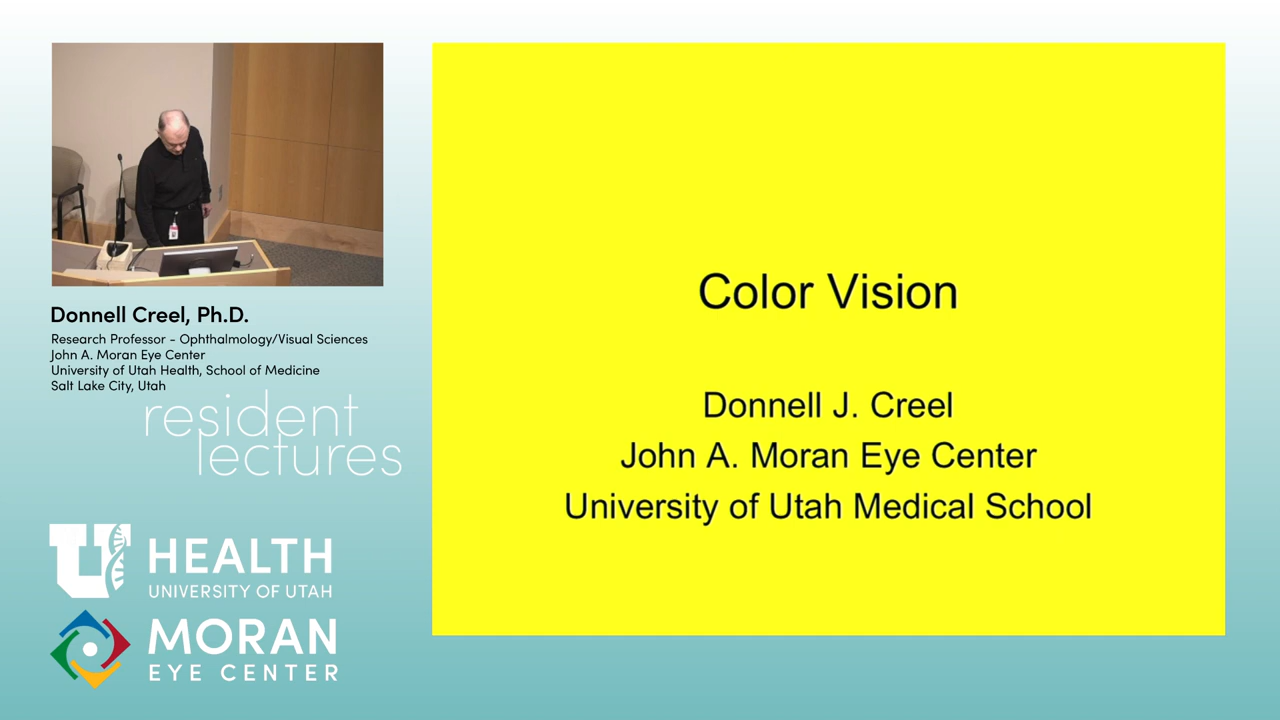 Color Vision
Donnell J. Creel
John A. Moran Eye Center
University of Utah Medical School
Donnell Creel, Ph.D.
Research Professor - Ophthalmology/Visual Sciences
John A. Moran Eye Center
University of Utah Health, School of Medicine
Salt Lake City, Utah
resident
lectures
U HEALTH
UNIVERSITY OF UTAH
MORAN
EYE CENTER